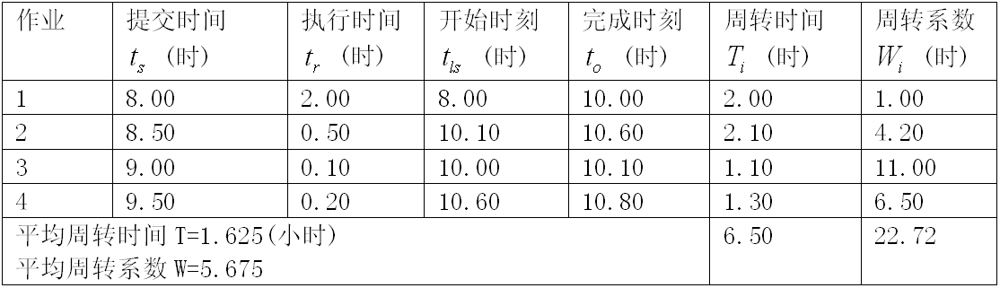 作业 提交时间 执行时间 开始时刻 完成时刻 周转时间 周转系数
t_s (时) t_r (时) t_ls (时) t_o (时) T_i (时) W_i (时)
1 8.00 2.00 8.00 10.00 2.00 1.00
2 8.50 0.50 10.10 10.60 2.10 4.20
3 9.00 0.10 10.00 10.10 1.10 11.00
4 9.50 0.20 10.60 10.80 1.30 6.50
平均周转时间T=1.625(小时) 6.50 22.72
平均周转系数W=5.675